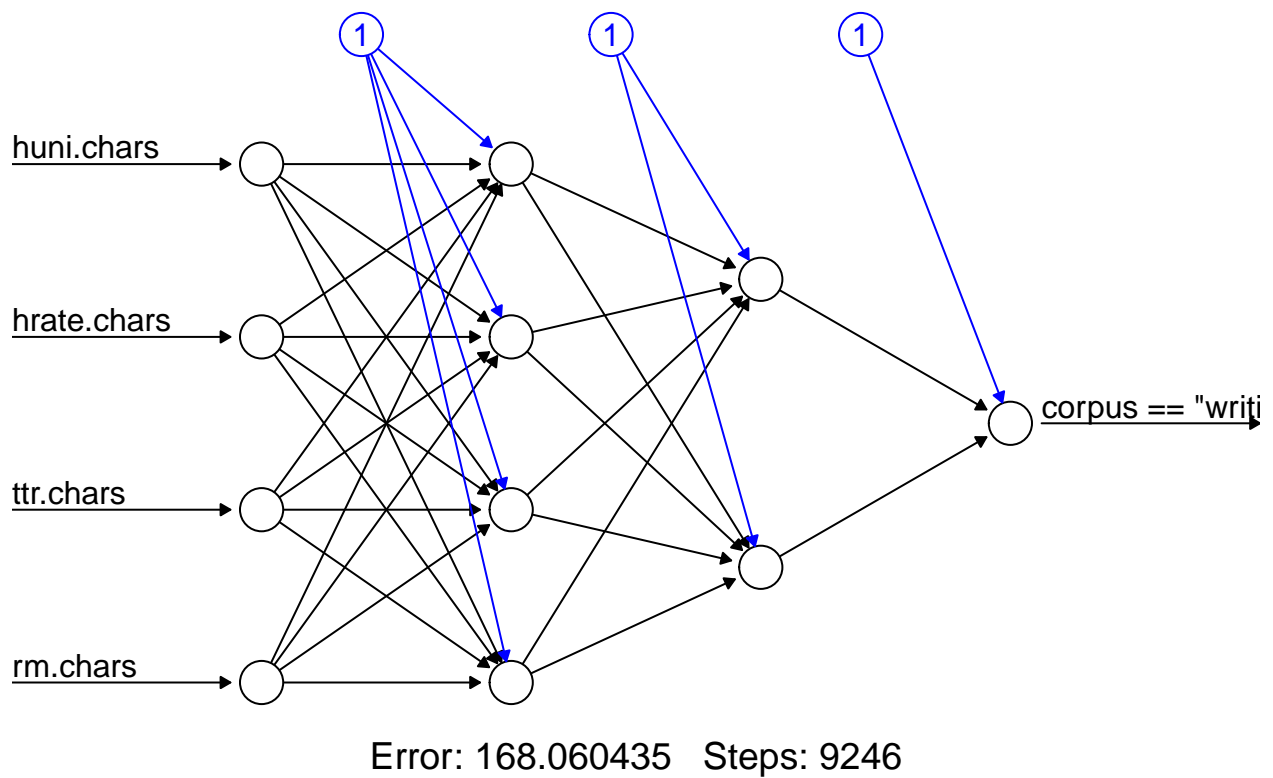 1 1 1
huni.chars
hrate.chars
corpus == "writi
ttr.chars
rm.chars
Error: 168.060435 Steps: 9246